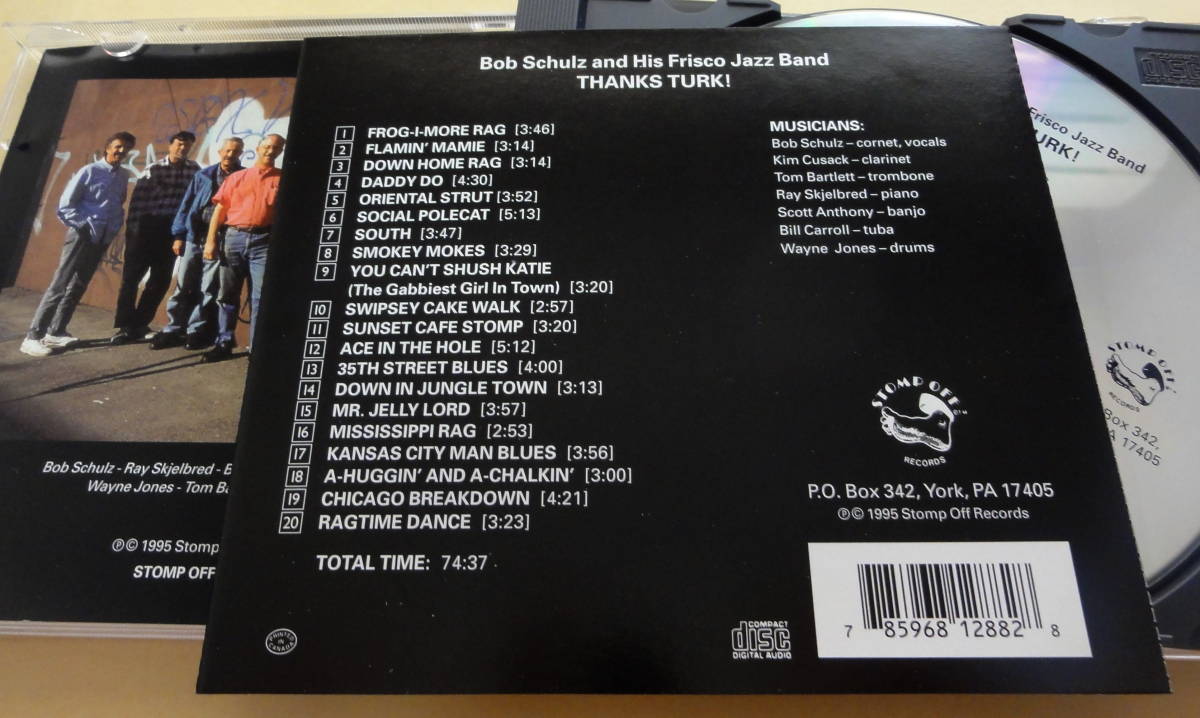 Bob Schulz and His Frisco Jazz Band
THANKS TURK!
1 FROG-I-MORE RAG [3:46]
2 FLAMIN' MAMIE [3:14]
3 DOWN HOME RAG [3:14]
4 DADDY DO [4:30]
5 ORIENTAL STRUT [3:52]
6 SOCIAL POLECAT [5:13]
7 SOUTH [3:47]
8 SMOKEY MOKES [3:29]
9 YOU CAN'T SHUSH KATIE
(The Gabbiest Girl In Town) [3:20]
10 SWIPSEY CAKE WALK [2:57]
11 SUNSET CAFE STOMP [3:20]
12 ACE IN THE HOLE [5:12]
13 35TH STREET BLUES [4:00]
14 DOWN IN JUNGLE TOWN [3:13]
15 MR. JELLY LORD [3:57]
16 MISSISSIPPI RAG [2:53]
17 KANSAS CITY MAN BLUES [3:56]
18 A-HUGGIN' AND A-CHALKIN' [3:00]
19 CHICAGO BREAKDOWN [4:21]
20 RAGTIME DANCE [3:23]
TOTAL TIME: 74:37
MUSICIANS:
Bob Schulz – cornet, vocals
Kim Cusack – clarinet
Tom Bartlett – trombone
Ray Skjelbred – piano
Scott Anthony – banjo
Bill Carroll – tuba
Wayne Jones – drums
STOMP OFF
RECORDS
P.O. Box 342, York, PA 17405
℗© 1995 Stomp Off Records
PRINTED IN CANADA
COMPACT
disc
DIGITAL AUDIO
7 85968 12882 8
Bob Schulz - Ray Skjelbred - B
Wayne Jones - Tom Ba
℗© 1995 Stomp
STOMP OFF
Frisco Jazz Band
TURK!
STOMP OFF
RECORDS
Box 342,
A 17405
disc